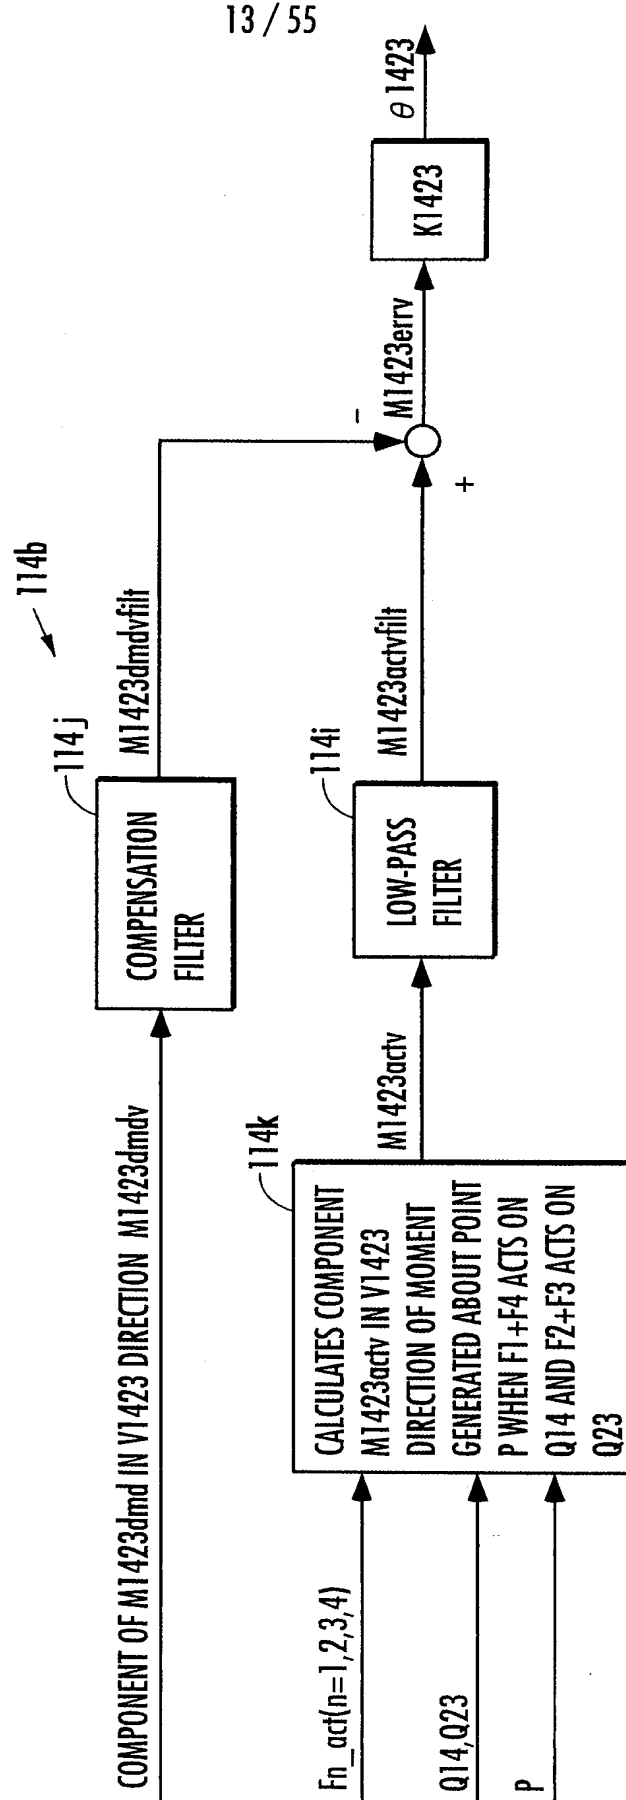 13 / 55
114b
COMPONENT OF M1423dmd IN V1423 DIRECTION M1423dmdv
114j
COMPENSATION
FILTER
M1423dmdvfilt
-
Fn_act(n=1,2,3,4)
Q14,Q23
P
114k
CALCULATES COMPONENT
M1423actv IN V1423
DIRECTION OF MOMENT
GENERATED ABOUT POINT
P WHEN F1+F4 ACTS ON
Q14 AND F2+F3 ACTS ON
Q23
M1423actv
114i
LOW-PASS
FILTER
M1423actvfilt
+
M1423errv
K1423
θ 1423